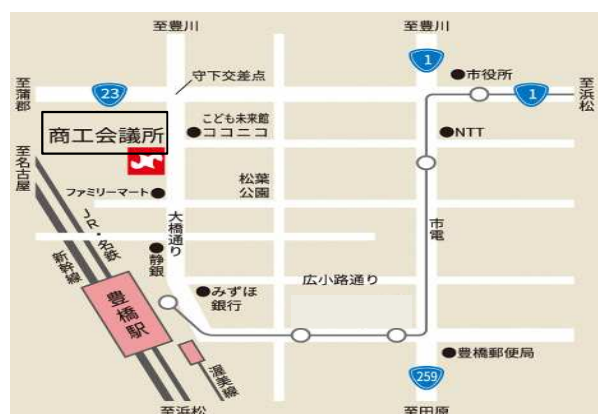 至豊川
至豊川
至蒲郡
23
守下交差点
1
市役所
1
至浜松
商工会議所
こども未来館
ココニコ
NTT
至名古屋
ファミリーマート
松葉
公園
JR・名鉄
新幹線
大橋通り
静銀
市電
広小路通り
みずほ
銀行
豊橋駅
豊橋郵便局
渥美線
259
至浜松
至田原